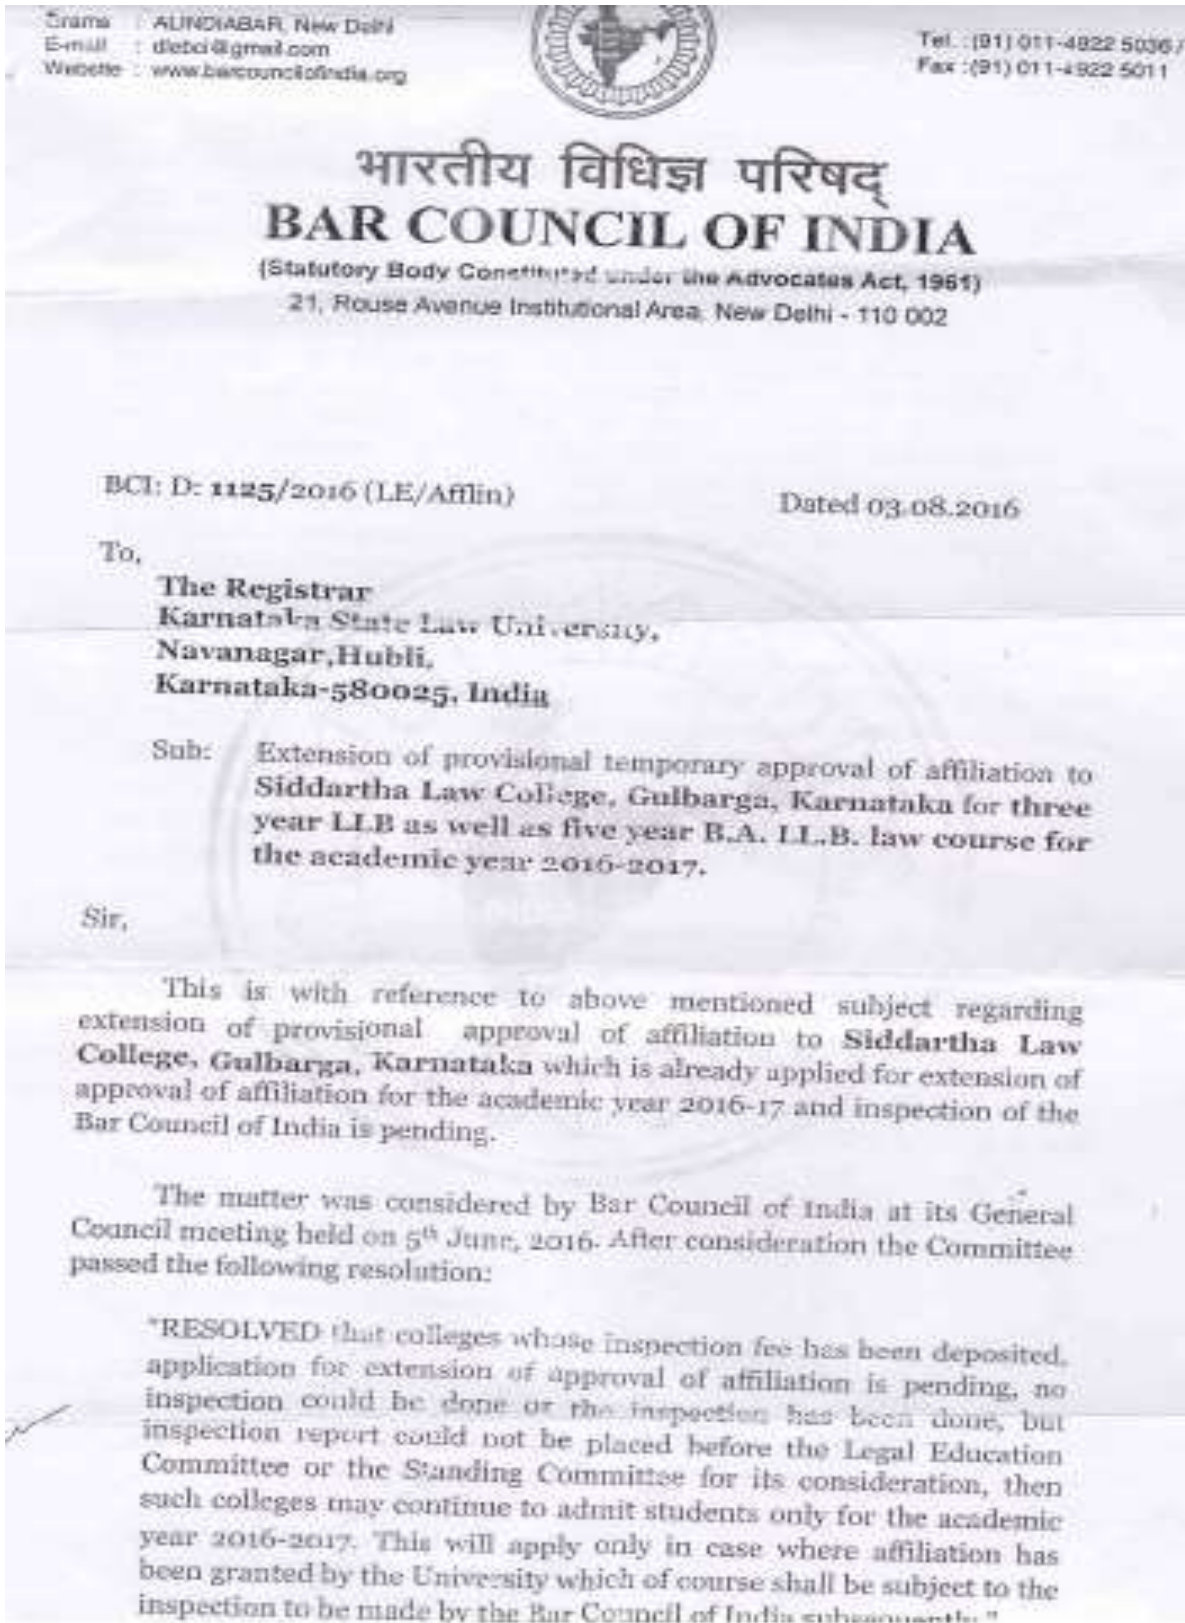 Grams : ALINDIABAR, New Delhi
E-mail : dlebci@gmail.com
Website : www.barcouncilofindia.org
Tel. : (91) 011-4922 5036 /
Fax : (91) 011-4922 5011
भारतीय विधिज्ञ परिषद्
BAR COUNCIL OF INDIA
(Statutory Body Constituted under the Advocates Act, 1961)
21, Rouse Avenue Institutional Area, New Delhi - 110 002
BCI: D: 1125/2016 (LE/Afflin)
Dated 03.08.2016
To,
The Registrar
Karnataka State Law University,
Navanagar,Hubli,
Karnataka-580025, India
Sub: Extension of provisional temporary approval of affiliation to
Siddartha Law College, Gulbarga, Karnataka for three
year LLB as well as five year B.A. LL.B. law course for
the academic year 2016-2017.
Sir,
This is with reference to above mentioned subject regarding
extension of provisional approval of affiliation to Siddartha Law
College, Gulbarga, Karnataka which is already applied for extension of
approval of affiliation for the academic year 2016-17 and inspection of the
Bar Council of India is pending.
The matter was considered by Bar Council of India at its General
Council meeting held on 5th June, 2016. After consideration the Committee
passed the following resolution:
"RESOLVED that colleges whose inspection fee has been deposited,
application for extension of approval of affiliation is pending, no
inspection could be done or the inspection has been done, but
inspection report could not be placed before the Legal Education
Committee or the Standing Committee for its consideration, then
such colleges may continue to admit students only for the academic
year 2016-2017. This will apply only in case where affiliation has
been granted by the University which of course shall be subject to the
inspection to be made by the Bar Council of India subsequently."